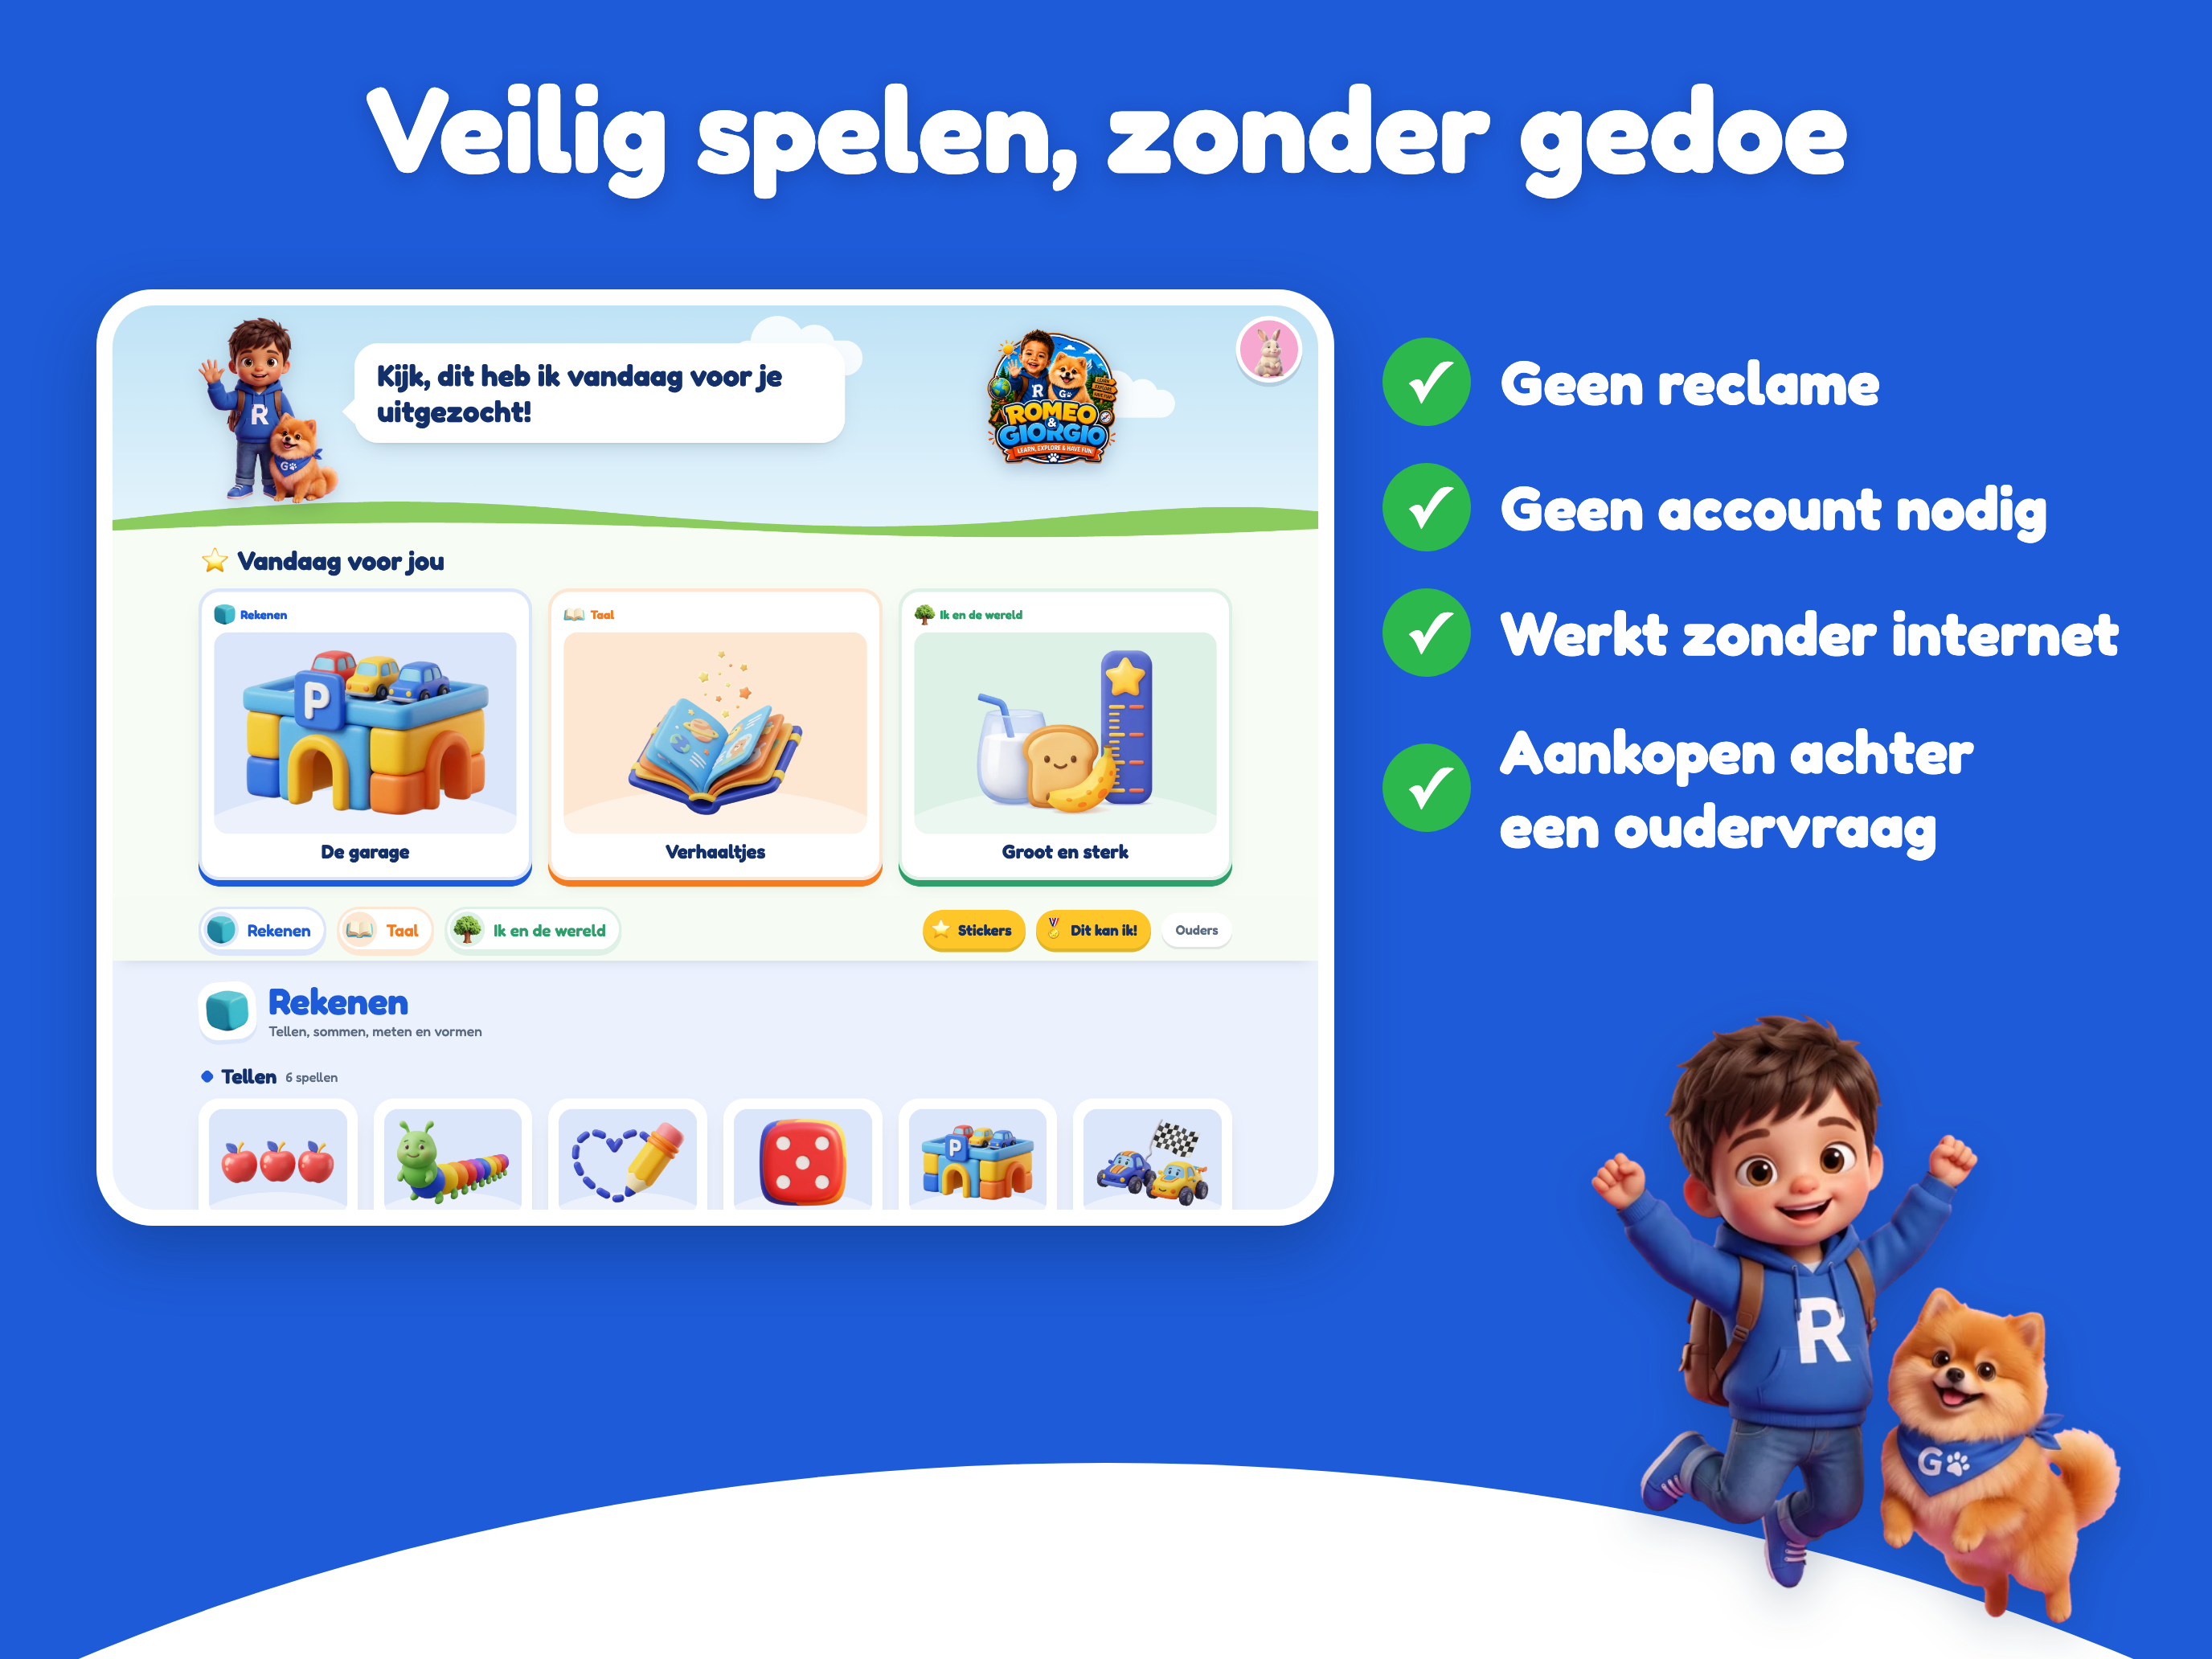 Veilig spelen, zonder gedoe
Kijk, dit heb ik vandaag voor je
uitgezocht!
R
G
R
G
ROMEO
&
GIORGIO
LEARN, EXPLORE & HAVE FUN!
Vandaag voor jou
Rekenen
Taal
Ik en de wereld
P
De garage
Verhaaltjes
Groot en sterk
Rekenen
Taal
Ik en de wereld
Stickers
Dit kan ik!
Ouders
Rekenen
Tellen, sommen, meten en vormen
Tellen 6 spellen
P
Geen reclame
Geen account nodig
Werkt zonder internet
Aankopen achter
een oudervraag
R
G